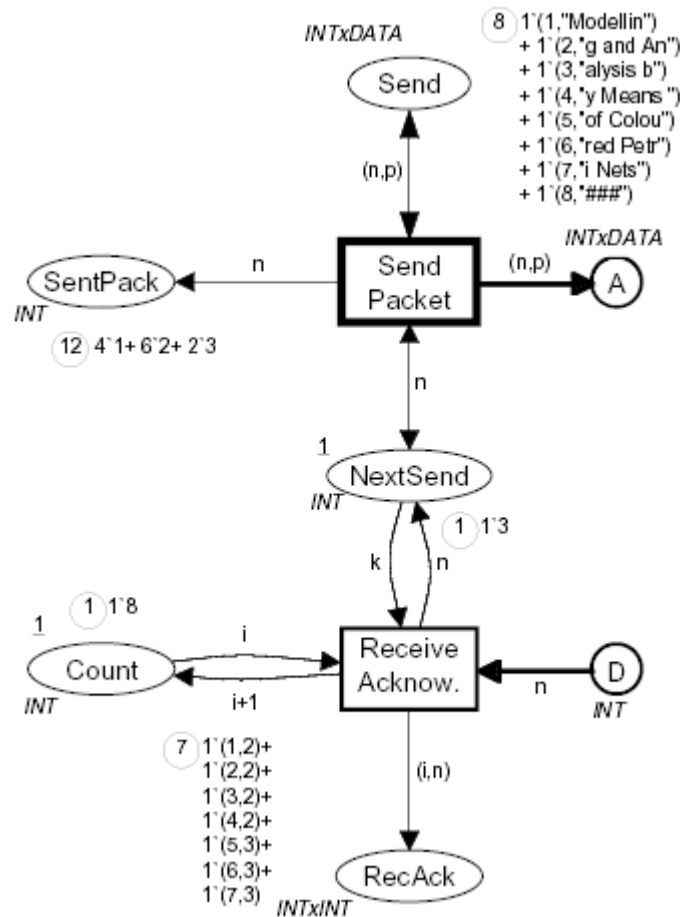 INTxDATA
Send
8 1`(1,"Modellin")
+ 1`(2,"g and An")
+ 1`(3,"alysis b")
+ 1`(4,"y Means ")
+ 1`(5,"of Colou")
+ 1`(6,"red Petr")
+ 1`(7,"i Nets")
+ 1`(8,"###")
(n,p)
INTxDATA
SentPack
INT
n
Send
Packet
(n,p)
A
12 4`1+ 6`2+ 2`3
n
1
NextSend
INT
1 1`3
k
n
1
1 1`8
Count
INT
i
i+1
Receive
Acknow.
n
D
INT
7 1`(1,2)+
1`(2,2)+
1`(3,2)+
1`(4,2)+
1`(5,3)+
1`(6,3)+
1`(7,3)
(i,n)
RecAck
INTxINT